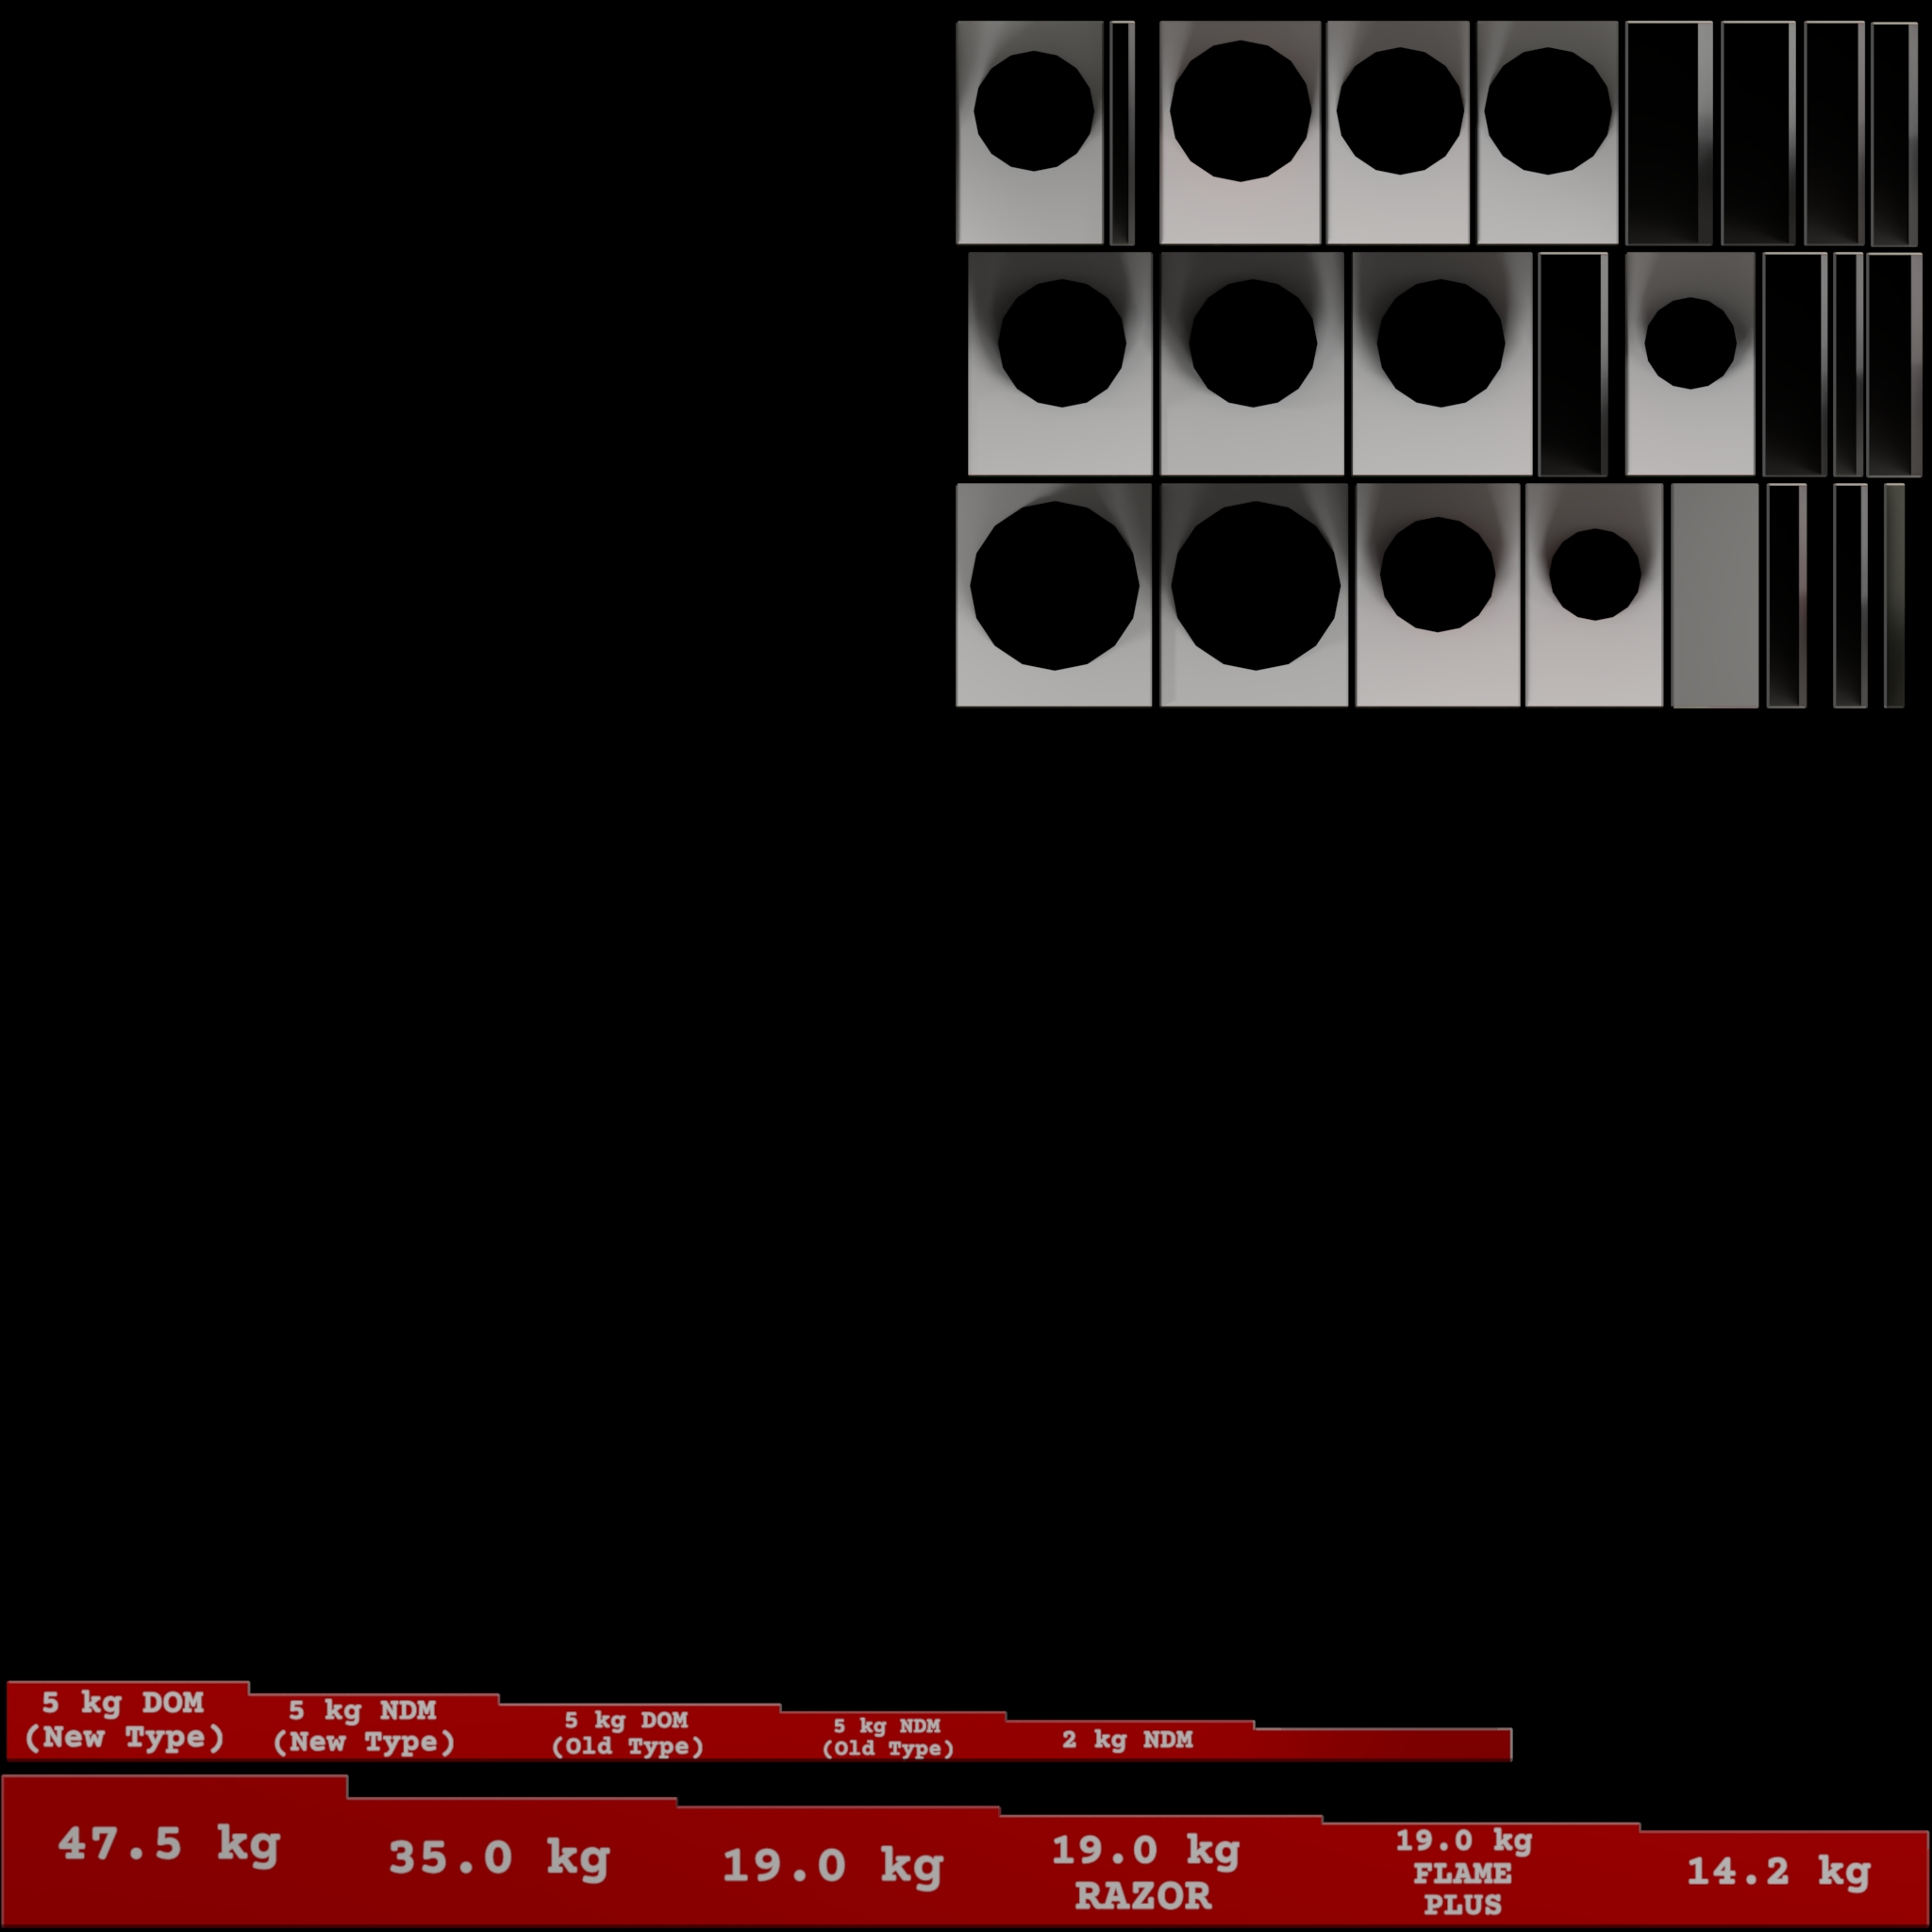 5 kg DOM
(New Type)
5 kg NDM
(New Type)
5 kg DOM
(Old Type)
5 kg NDM
(Old Type)
2 kg NDM
47.5 kg
35.0 kg
19.0 kg
19.0 kg
RAZOR
19.0 kg
FLAME
PLUS
14.2 kg